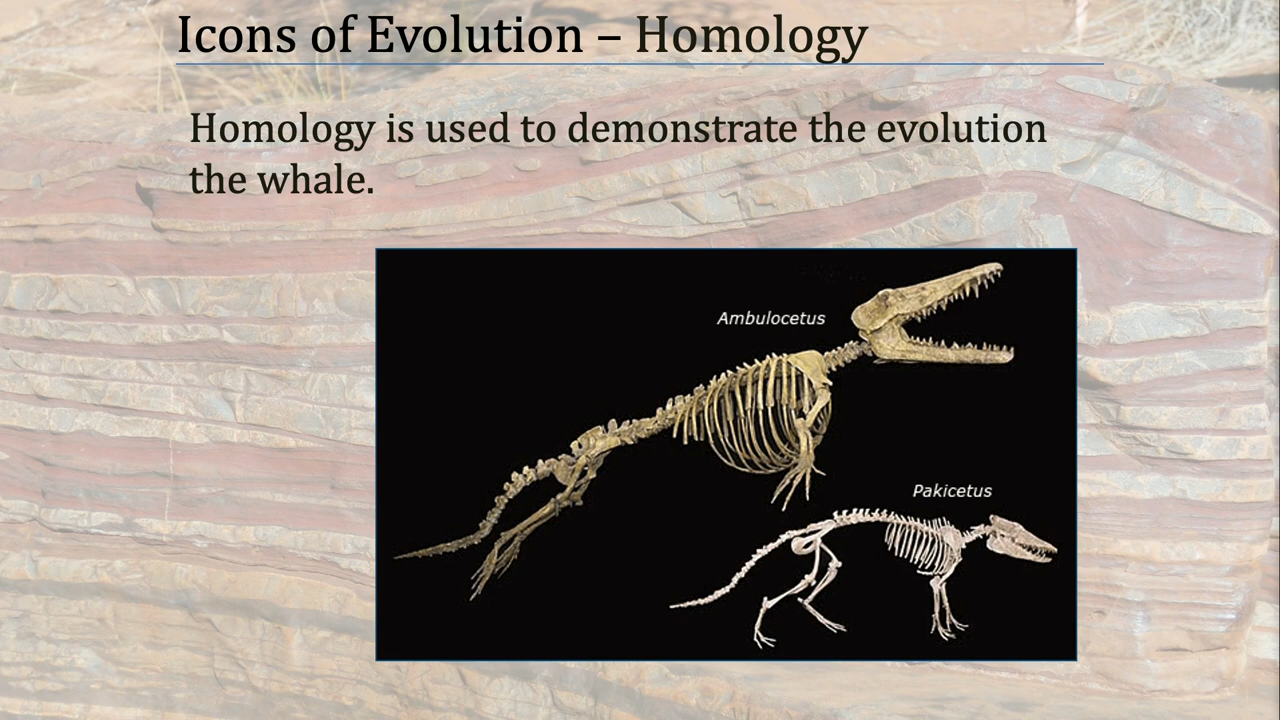 Icons of Evolution – Homology
Homology is used to demonstrate the evolution
the whale.
Ambulocetus
Pakicetus